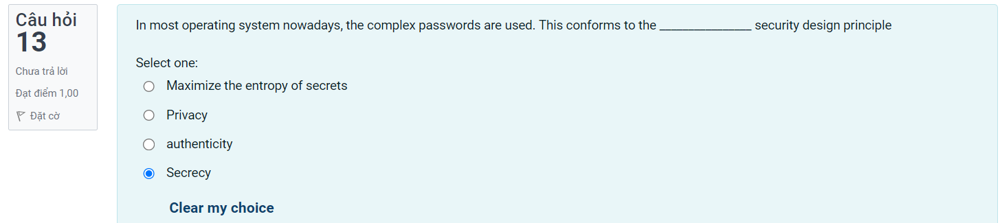 Câu hỏi
13
Chưa trả lời
Đạt điểm 1,00
Đặt cờ
In most operating system nowadays, the complex passwords are used. This conforms to the ________________ security design principle
Select one:
Maximize the entropy of secrets
Privacy
authenticity
Secrecy
Clear my choice